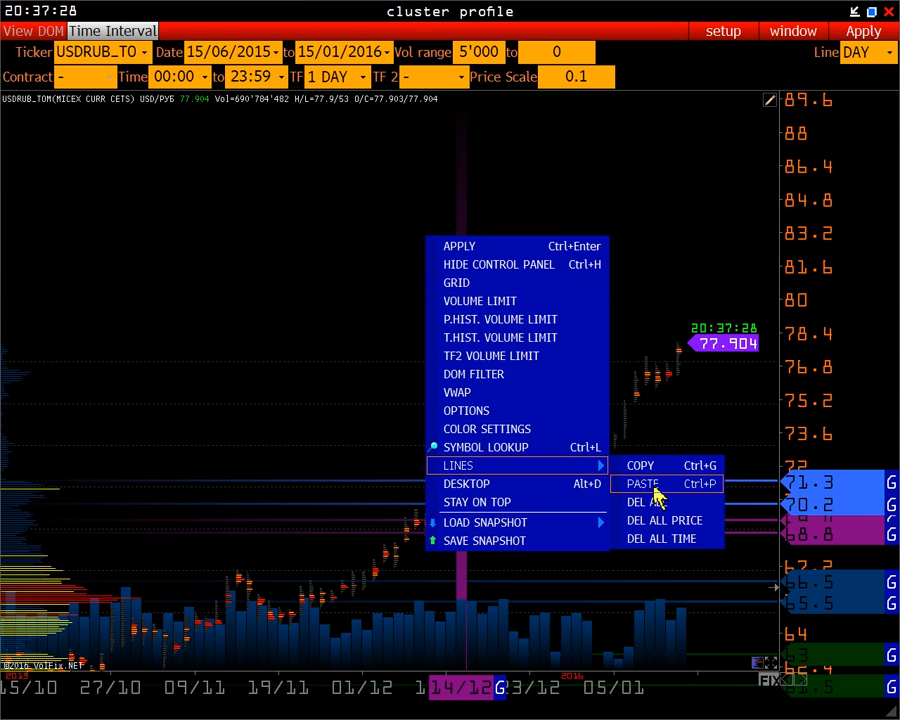 20:37:28
cluster profile
View DOM Time Interval
setup window Apply
Ticker USDRUB_TO Date 15/06/2015 to 15/01/2016 Vol range 5'000 to 0 Line DAY
Contract - Time 00:00 to 23:59 TF 1 DAY TF 2 - Price Scale 0.1
USDRUB_TOM(MICEX CURR CETS) USD/РУБ 77.904 Vol=690'784'482 H/L=77.9/53 O/C=77.903/77.904
89.6
88
86.4
84.8
83.2
81.6
80
78.4
76.8
75.2
73.6
72
20:37:28
77.904
APPLY Ctrl+Enter
HIDE CONTROL PANEL Ctrl+H
GRID
VOLUME LIMIT
P.HIST. VOLUME LIMIT
T.HIST. VOLUME LIMIT
TF2 VOLUME LIMIT
DOM FILTER
VWAP
OPTIONS
COLOR SETTINGS
SYMBOL LOOKUP Ctrl+L
LINES
DESKTOP Alt+D
STAY ON TOP
LOAD SNAPSHOT
SAVE SNAPSHOT
COPY Ctrl+G
PASTE Ctrl+P
DEL
DEL ALL PRICE
DEL ALL TIME
71.3 G
70.2 G
68.8 G
67.2
66.5 G
65.5 G
64
63 G
62.4
61.5 G
©2016 VolFix.NET
FIX
2015 2016
15/10 27/10 09/11 19/11 01/12 14/12 G 3/12 05/01